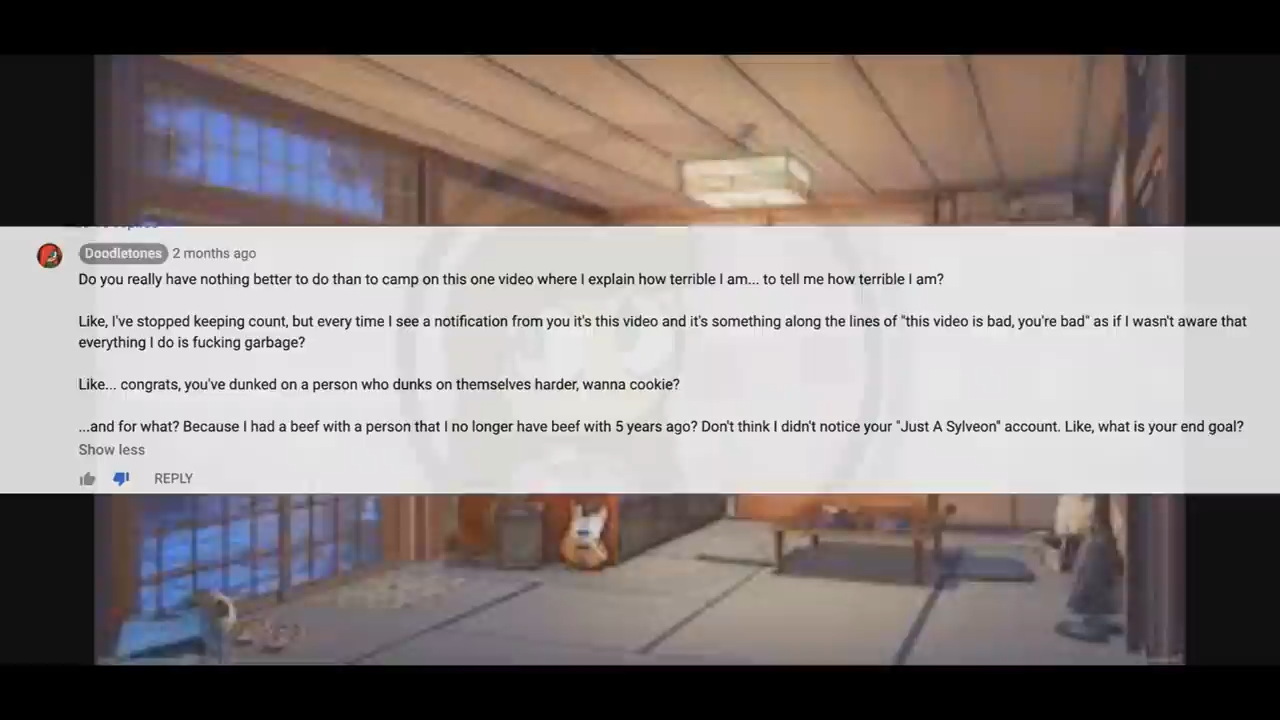 Doodletones 2 months ago
Do you really have nothing better to do than to camp on this one video where I explain how terrible I am... to tell me how terrible I am?
Like, I've stopped keeping count, but every time I see a notification from you it's this video and it's something along the lines of "this video is bad, you're bad" as if I wasn't aware that
everything I do is fucking garbage?
Like... congrats, you've dunked on a person who dunks on themselves harder, wanna cookie?
...and for what? Because I had a beef with a person that I no longer have beef with 5 years ago? Don't think I didn't notice your "Just A Sylveon" account. Like, what is your end goal?
Show less
REPLY